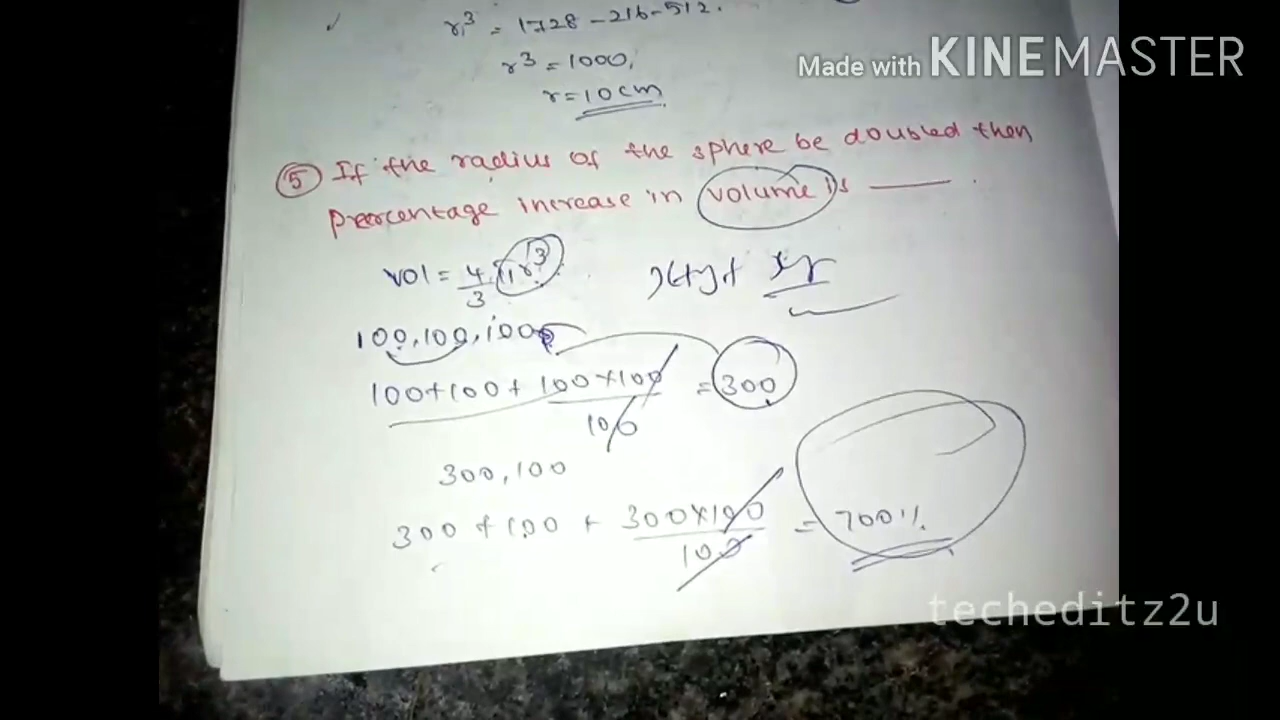 r³ = 1728 - 216 - 512.
r³ = 1000,
r = 10cm
Made with KINEMASTER
⑤ If the radius of the sphere be doubled then
percentage increase in volume is ——— .
vol = 4/3 π r³
x + y + xy
100, 100, 100
100 + 100 + 100 × 100 / 100 = 300
300, 100
300 + 100 + 300 × 100 / 100 = 700%
techeditz2u